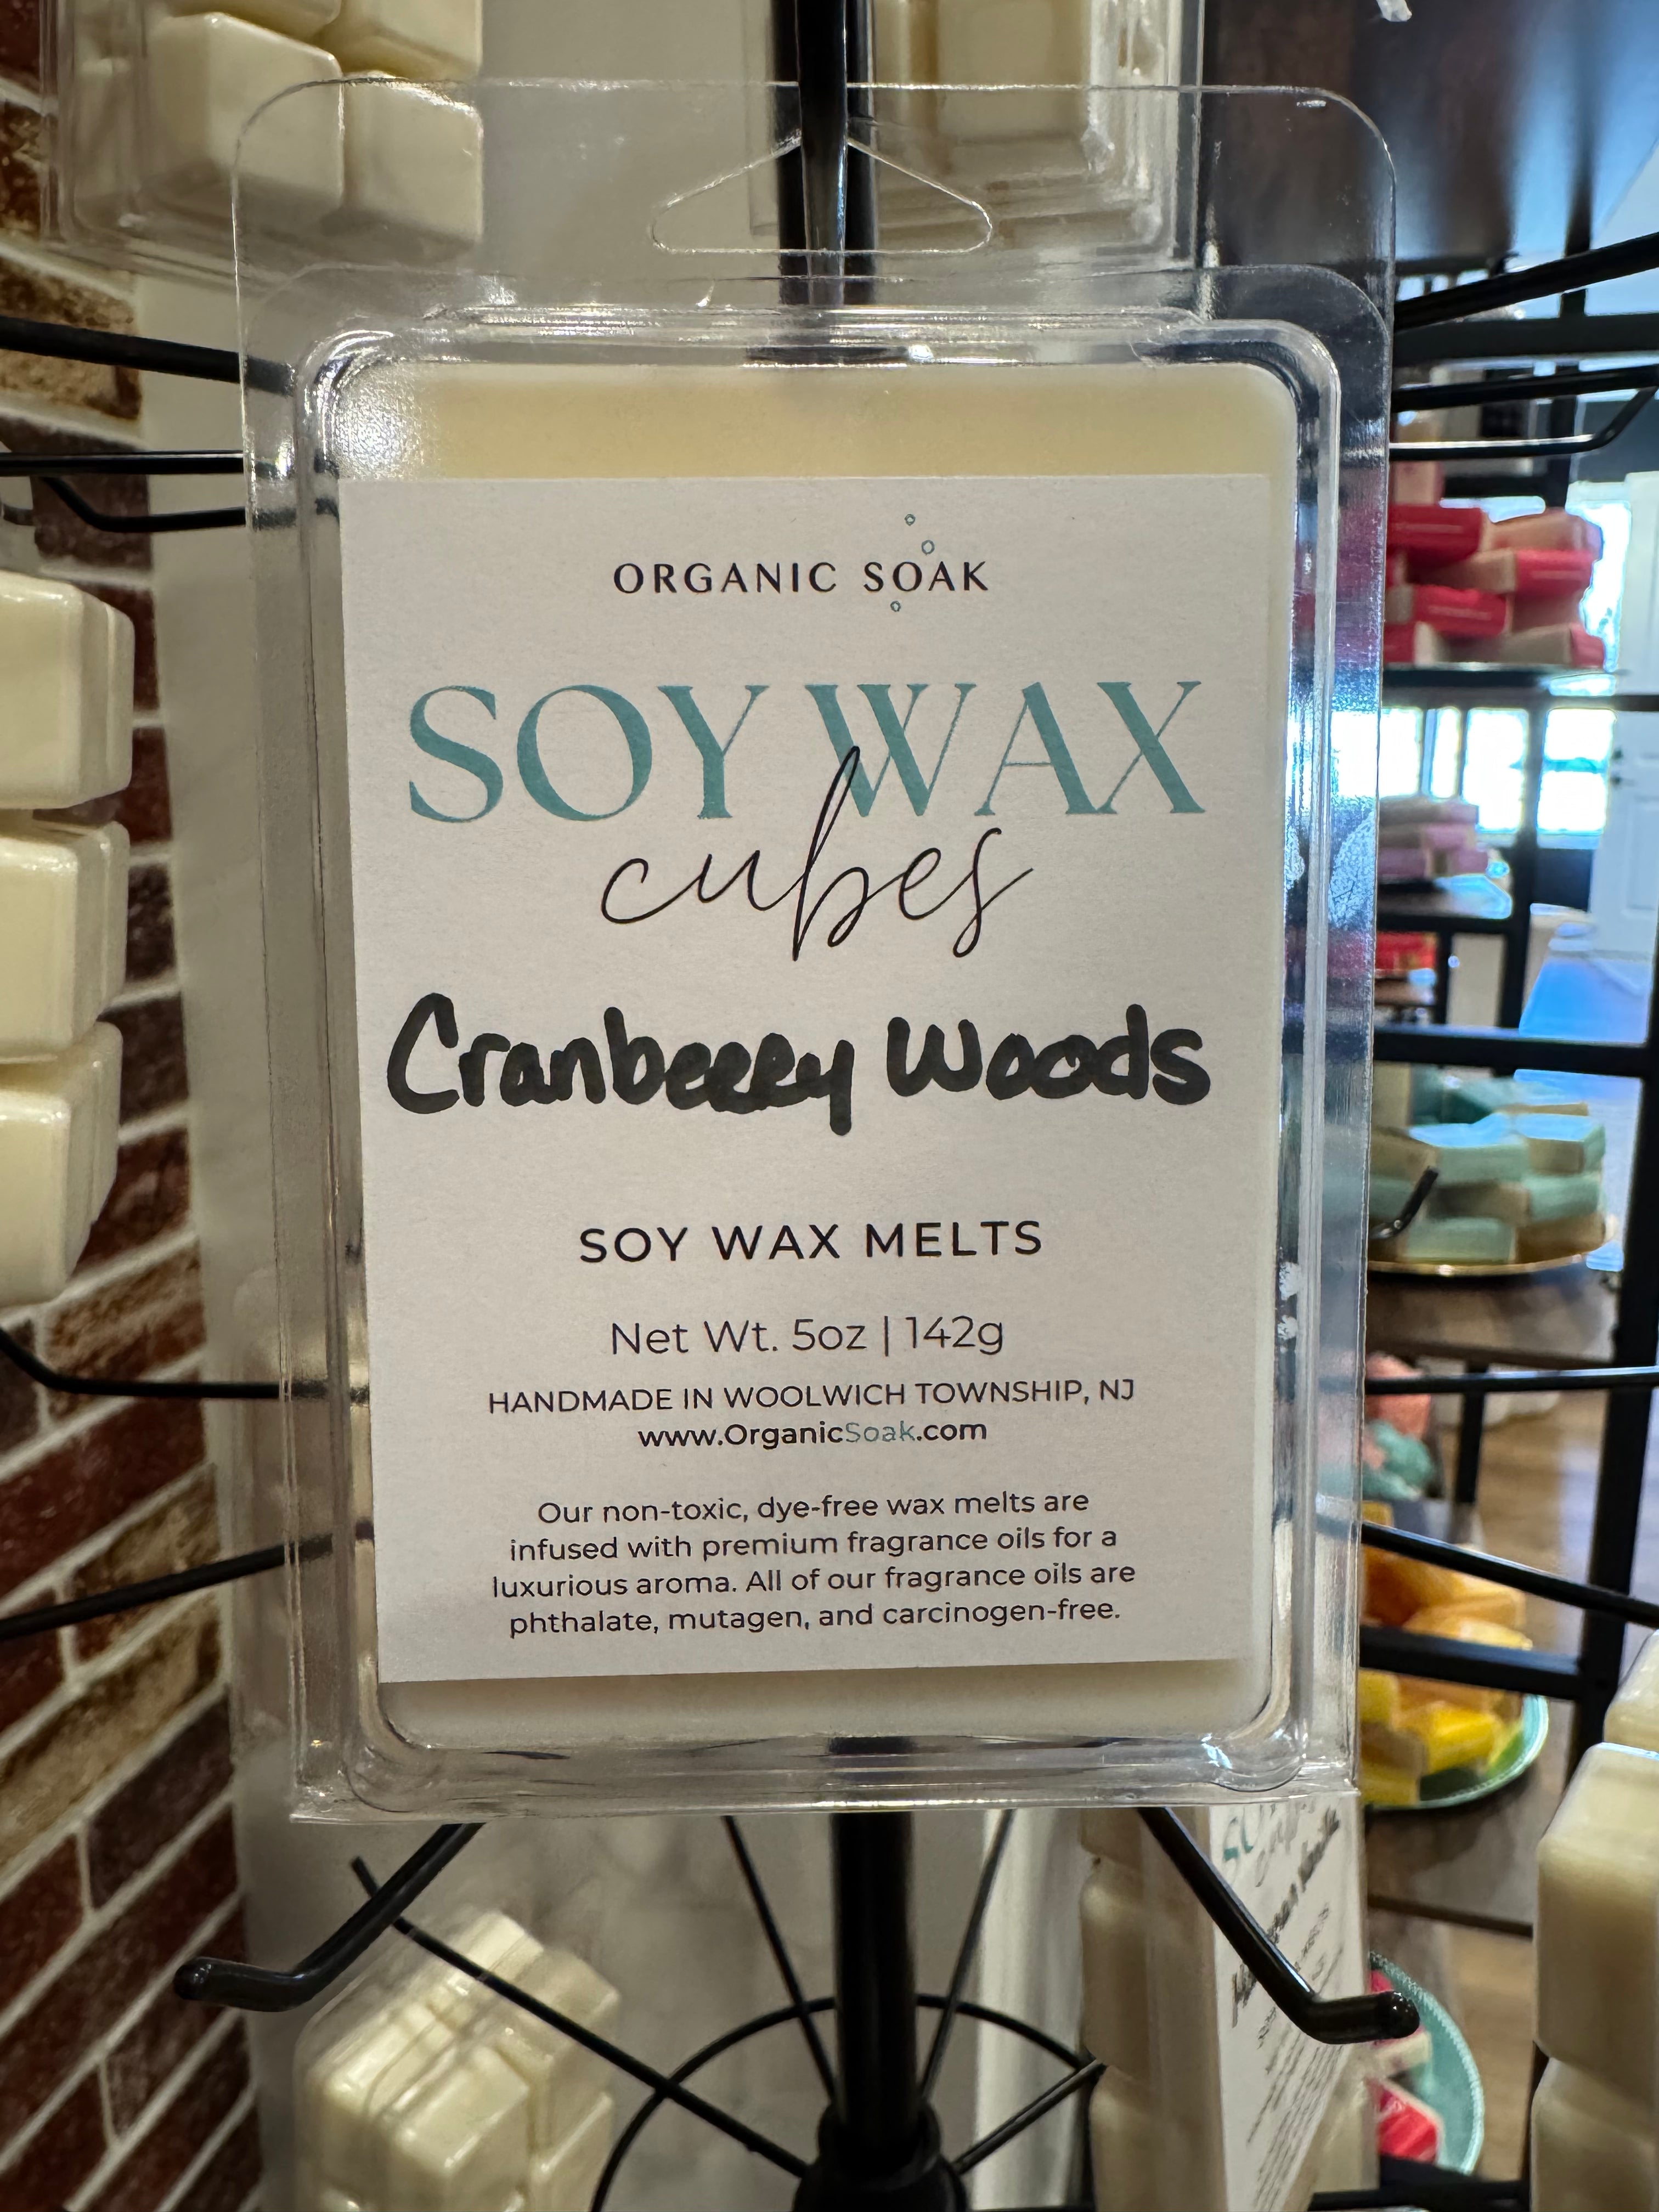 ORGANIC SOAK
SOY WAX
cubes
Cranberry Woods
SOY WAX MELTS
Net Wt. 5oz | 142g
HANDMADE IN WOOLWICH TOWNSHIP, NJ
www.OrganicSoak.com
Our non-toxic, dye-free wax melts are
infused with premium fragrance oils for a
luxurious aroma. All of our fragrance oils are
phthalate, mutagen, and carcinogen-free.